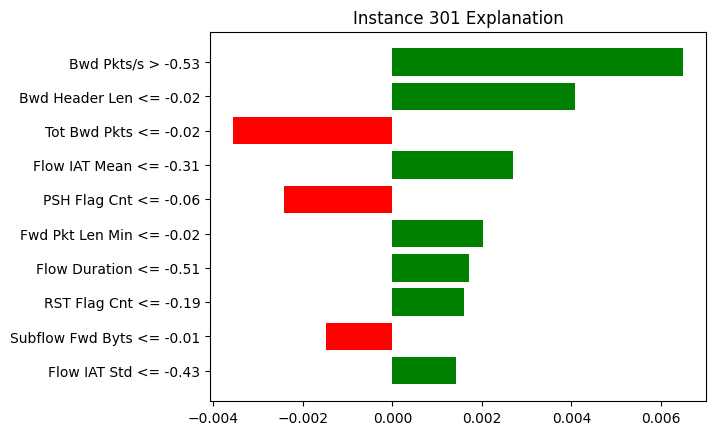 Instance 301 Explanation
Bwd Pkts/s > -0.53
Bwd Header Len <= -0.02
Tot Bwd Pkts <= -0.02
Flow IAT Mean <= -0.31
PSH Flag Cnt <= -0.06
Fwd Pkt Len Min <= -0.02
Flow Duration <= -0.51
RST Flag Cnt <= -0.19
Subflow Fwd Byts <= -0.01
Flow IAT Std <= -0.43
−0.004 −0.002 0.000 0.002 0.004 0.006